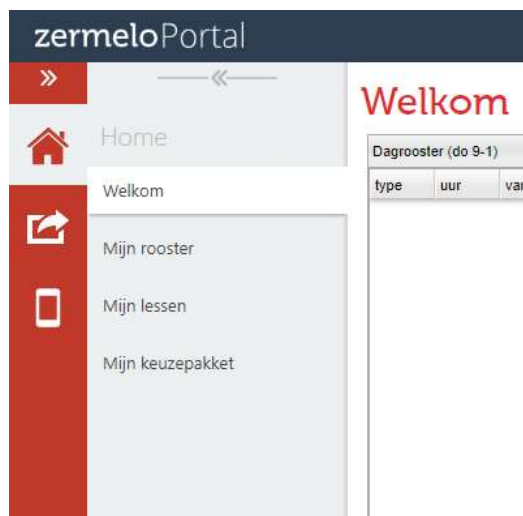 zermeloPortal
Home
Welkom
Mijn rooster
Mijn lessen
Mijn keuzepakket
Welkom
Dagrooster (do 9-1)
type uur